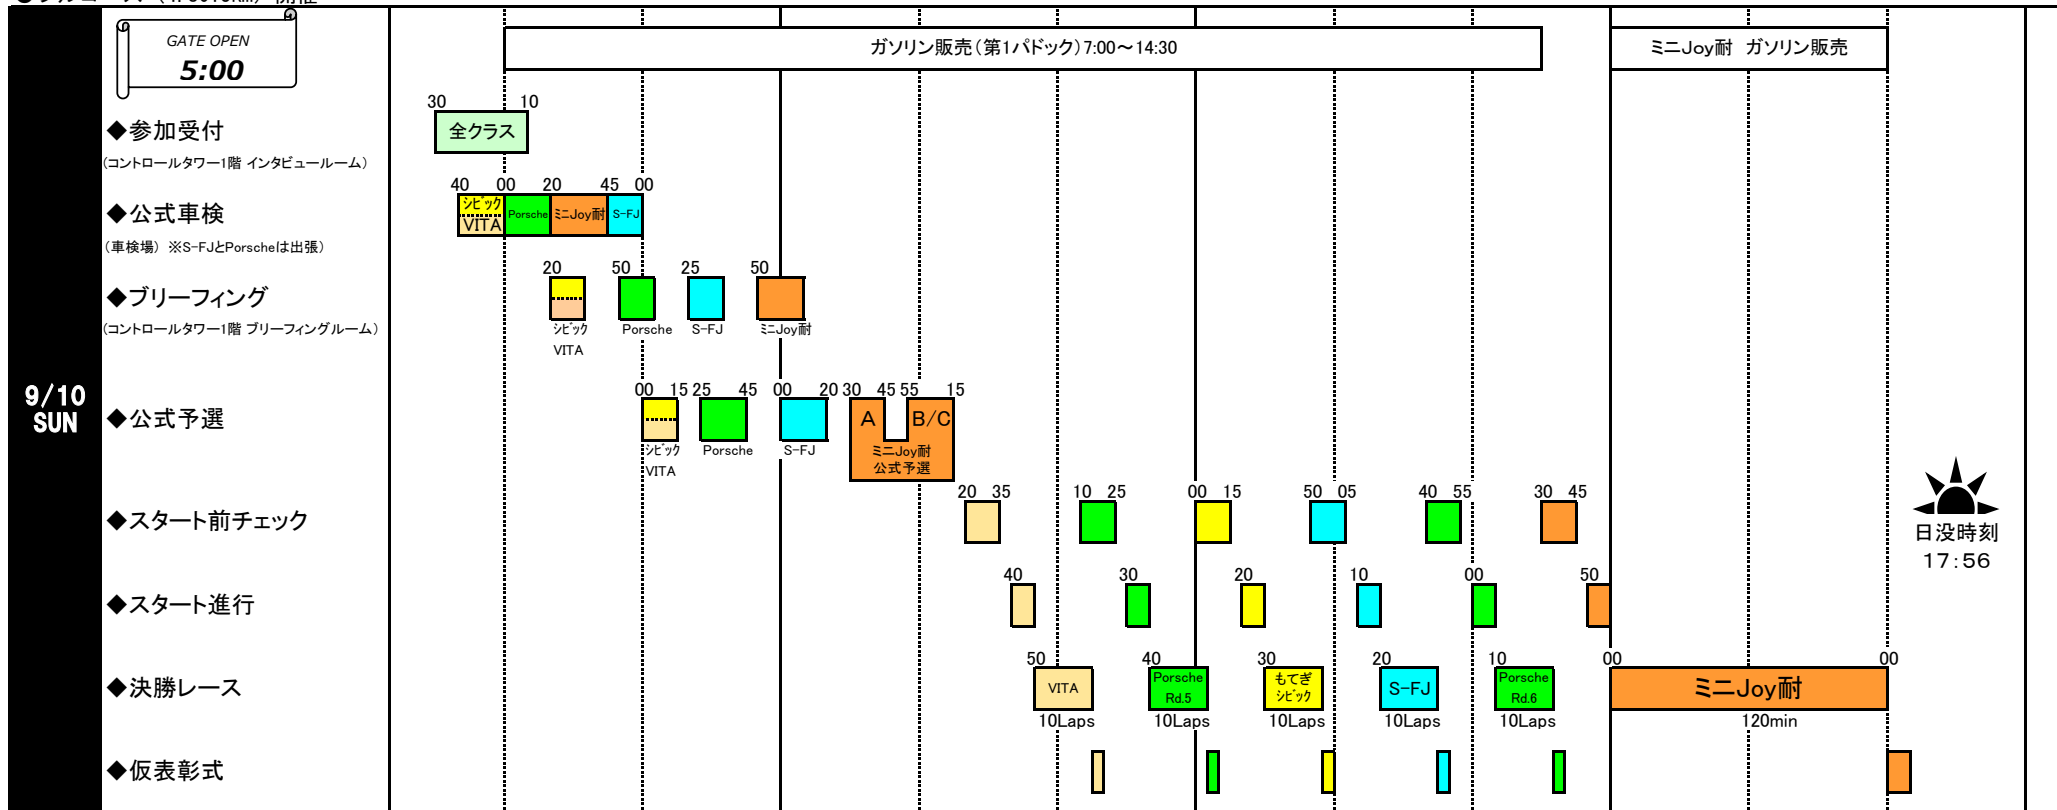 GATE OPEN
5:00
ガソリン販売(第1パドック)7:00～14:30
ミニJoy耐 ガソリン販売
30 10
◆参加受付
全クラス
(コントロールタワー1階 インタビュールーム)
40 00 20 45 00
◆公式車検
シビック
VITA
Porsche
ミニJoy耐
S-FJ
(車検場) ※S-FJとPorscheは出張)
20 50 25 50
◆ブリーフィング
(コントロールタワー1階 ブリーフィングルーム)
シビック
VITA
Porsche
S-FJ
ミニJoy耐
9/10
SUN
00 15 25 45 00 20 30 45 55 15
◆公式予選
A B/C
シビック
VITA
Porsche
S-FJ
ミニJoy耐
公式予選
20 35 10 25 00 15 50 05 40 55 30 45
◆スタート前チェック
日没時刻
17:56
40 30 20 10 00 50
◆スタート進行
50 40 30 20 10 00 00
◆決勝レース
VITA
Porsche
Rd.5
もてぎ
シビック
S-FJ
Porsche
Rd.6
ミニJoy耐
10Laps 10Laps 10Laps 10Laps 10Laps 120min
◆仮表彰式